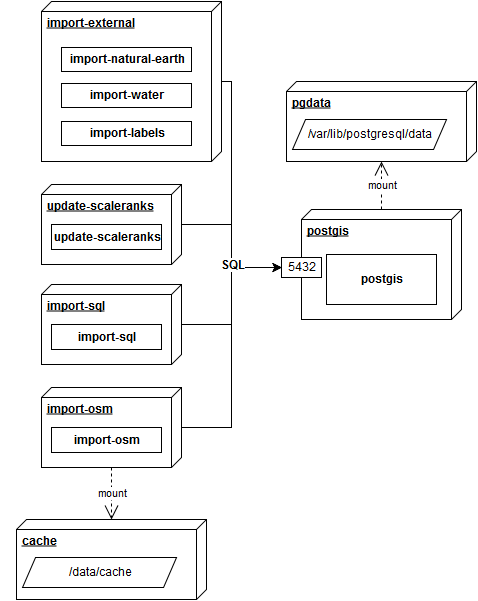 import-external
import-natural-earth
import-water
import-labels
pgdata
/var/lib/postgresql/data
mount
update-scaleranks
update-scaleranks
postgis
SQL
5432
postgis
import-sql
import-sql
import-osm
import-osm
mount
cache
/data/cache